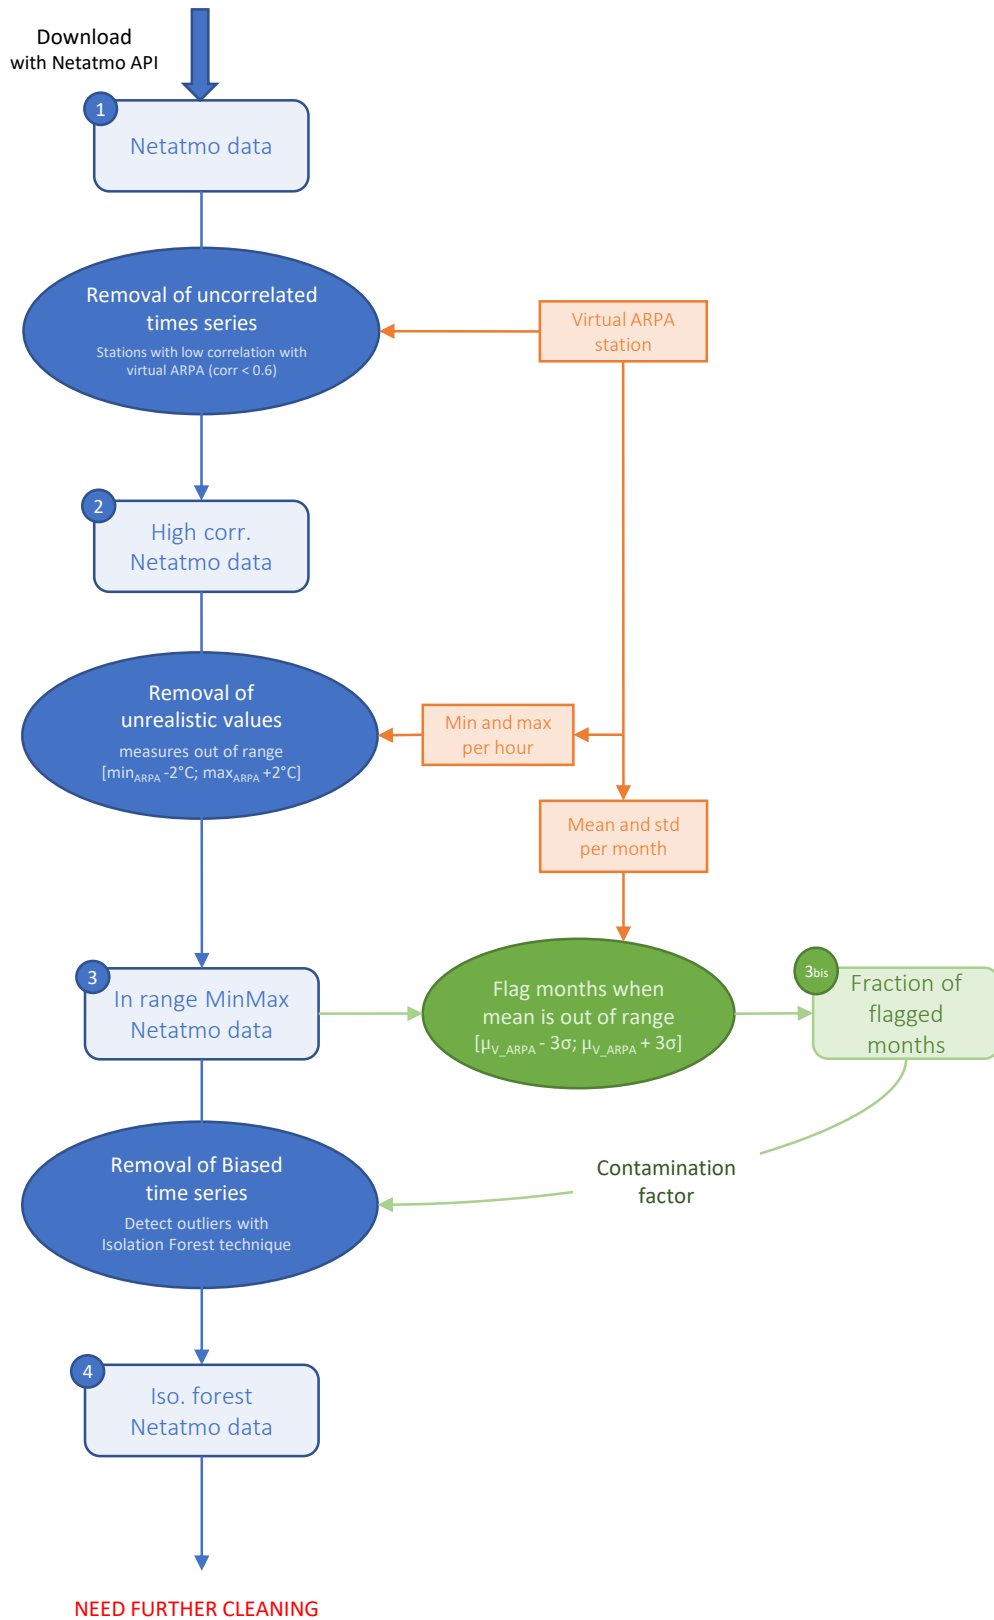 Download
with Netatmo API
1
Netatmo data
Removal of uncorrelated
times series
Stations with low correlation with
virtual ARPA (corr < 0.6)
Virtual ARPA
station
2
High corr.
Netatmo data
Removal of
unrealistic values
measures out of range
[minARPA -2°C; maxARPA +2°C]
Min and max
per hour
Mean and std
per month
3
In range MinMax
Netatmo data
Flag months when
mean is out of range
[μV_ARPA - 3σ; μV_ARPA + 3σ]
3bis
Fraction of
flagged
months
Contamination
factor
Removal of Biased
time series
Detect outliers with
Isolation Forest technique
4
Iso. forest
Netatmo data
NEED FURTHER CLEANING